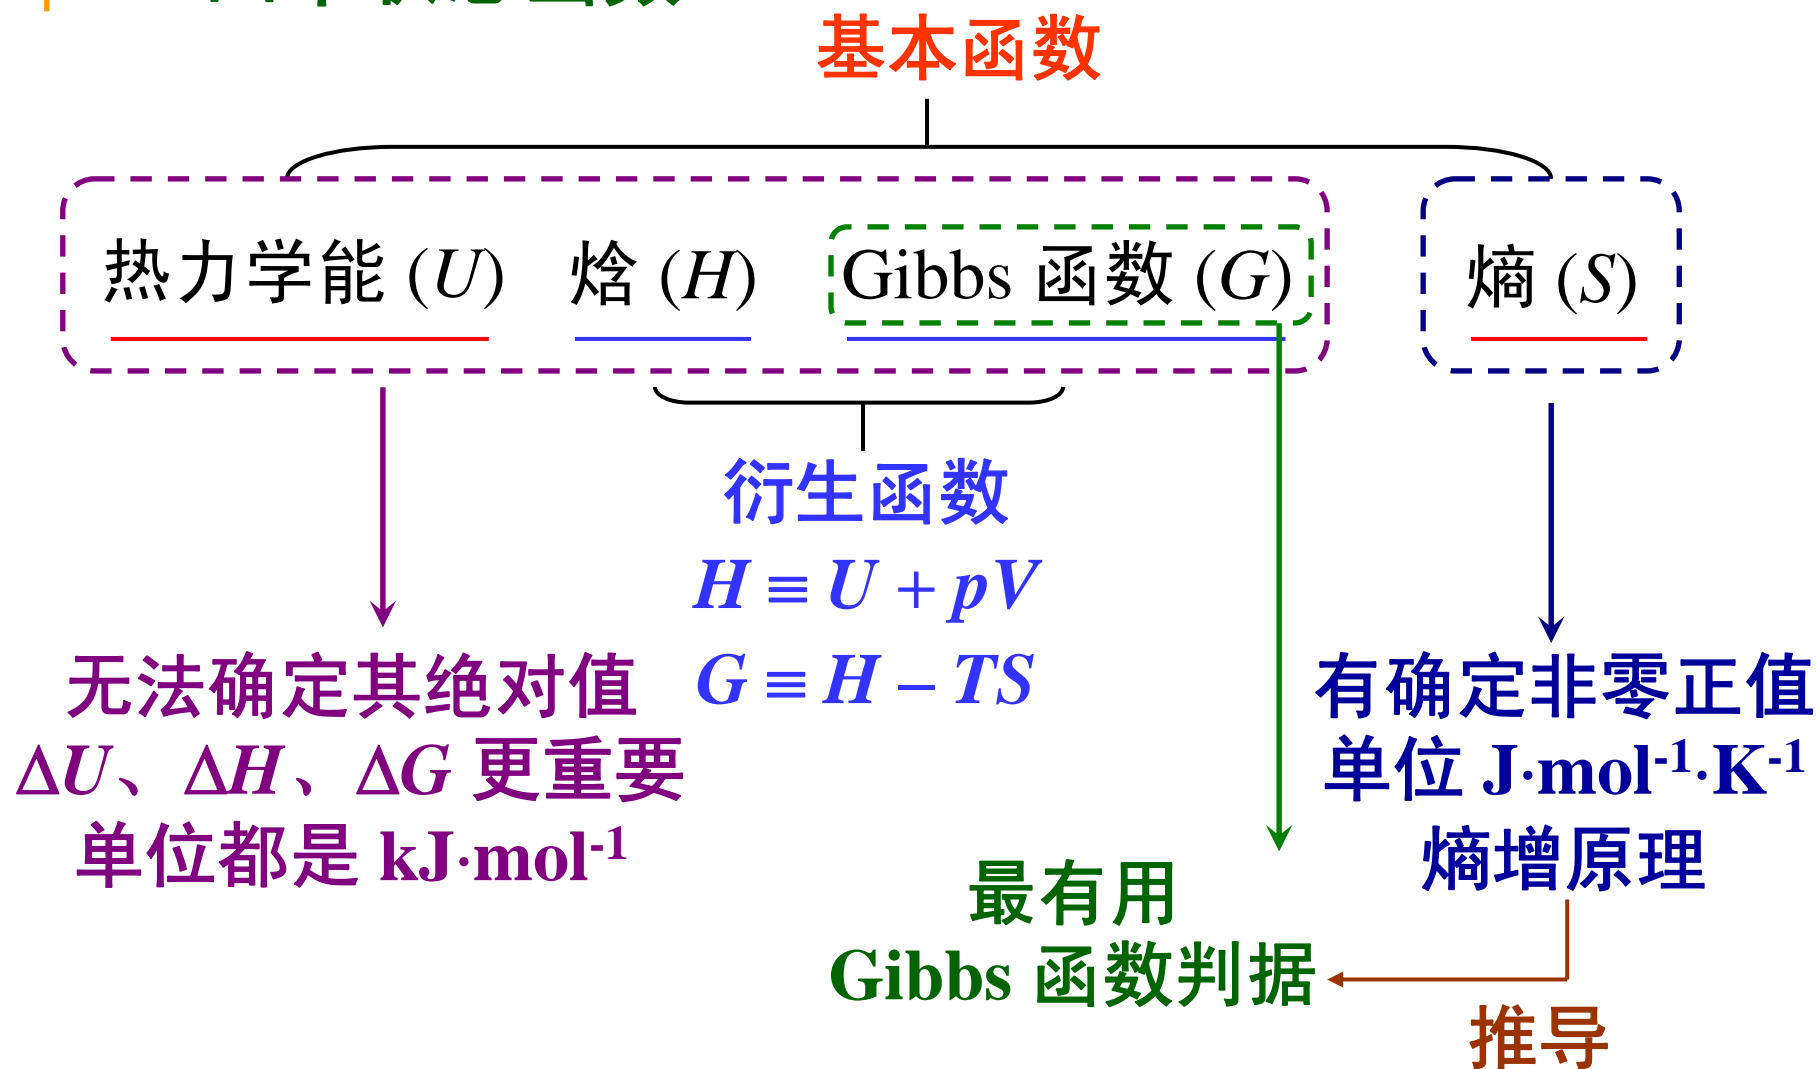 基本函数
热力学能 (U) 焓 (H) Gibbs 函数 (G) 熵 (S)
衍生函数
H ≡ U + pV
G ≡ H – TS
无法确定其绝对值
ΔU、ΔH、ΔG 更重要
单位都是 kJ·mol-1
有确定非零正值
单位 J·mol-1·K-1
熵增原理
最有用
Gibbs 函数判据
推导